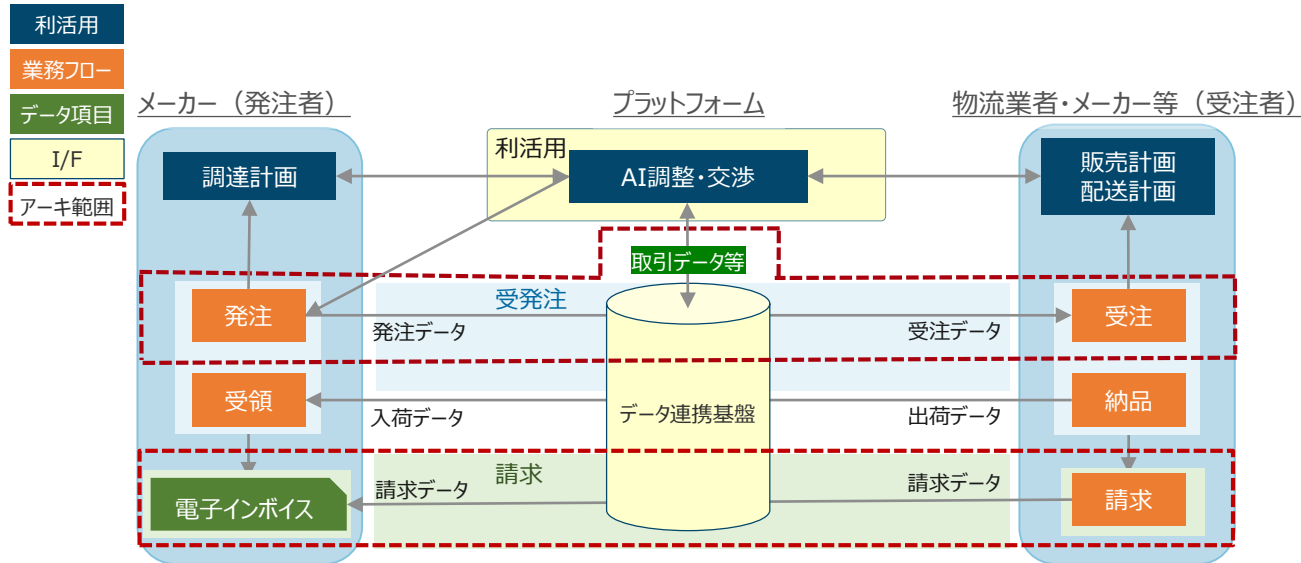 利活用
業務フロー
データ項目
I/F
アーキ範囲
メーカー（発注者）
プラットフォーム
物流業者・メーカー等（受注者）
調達計画
利活用
AI調整・交渉
販売計画
配送計画
取引データ等
発注
受発注
受注
発注データ
受注データ
受領
データ連携基盤
納品
入荷データ
出荷データ
電子インボイス
請求
請求データ
請求データ
請求